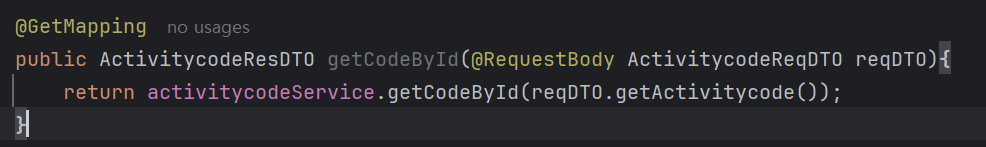 @GetMapping no usages
public ActivitycodeResDTO getCodeById(@RequestBody ActivitycodeReqDTO reqDTO){
    return activitycodeService.getCodeById(reqDTO.getActivitycode());
}